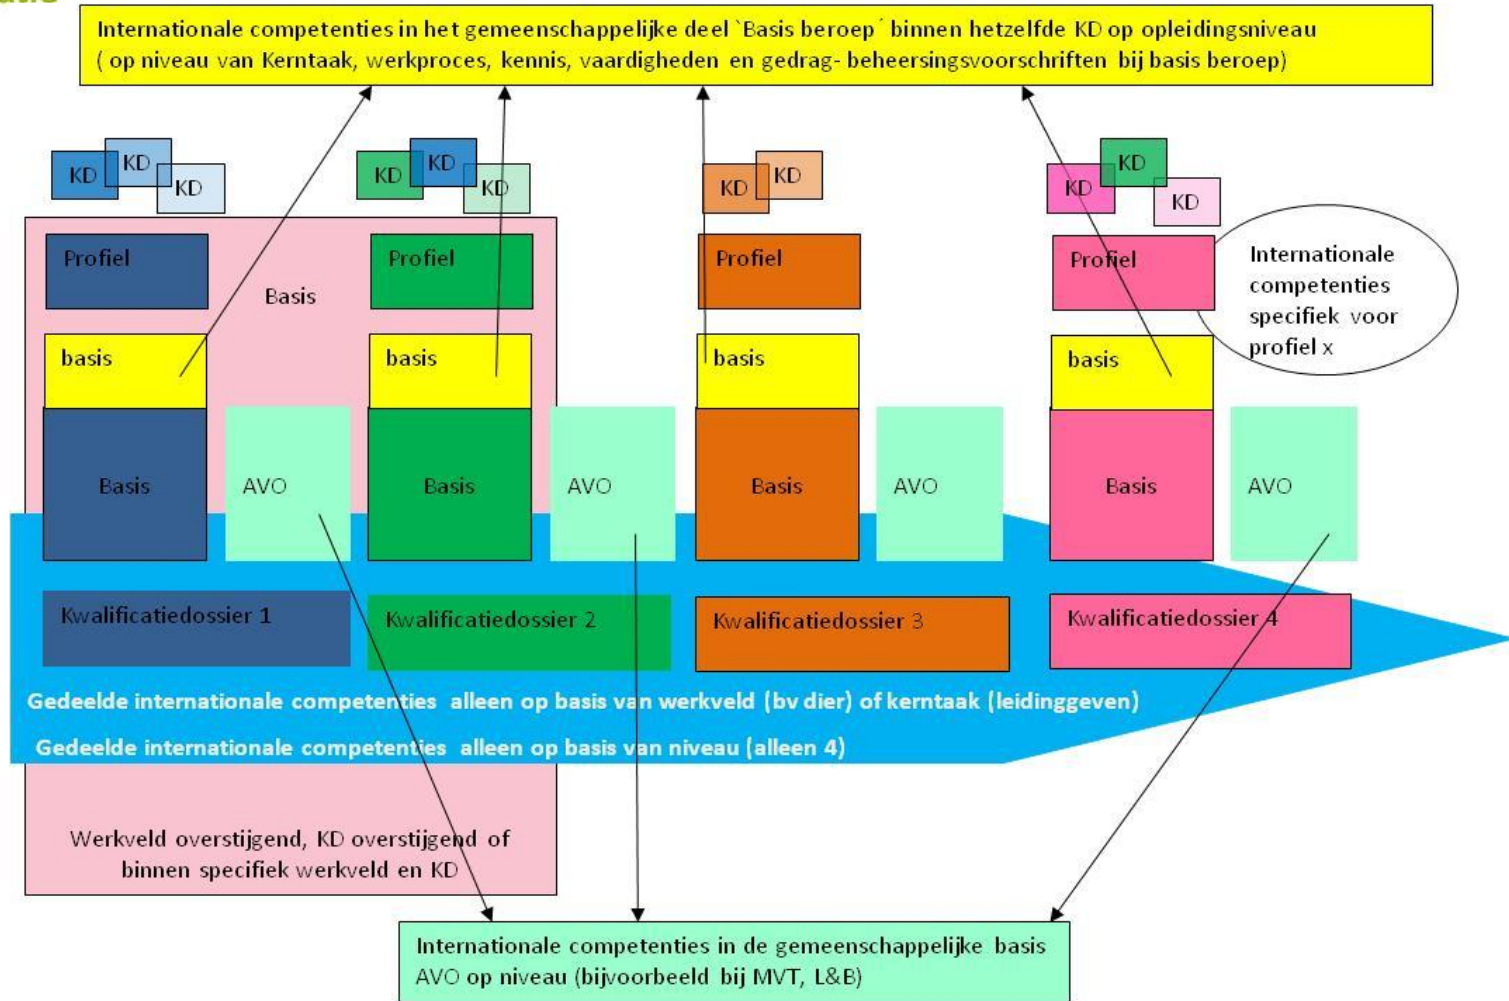 Internationale competenties in het gemeenschappelijke deel `Basis beroep ´ binnen hetzelfde KD op opleidingsniveau
( op niveau van Kerntaak, werkproces, kennis, vaardigheden en gedrag- beheersingsvoorschriften bij basis beroep)
KD KD KD
KD KD KD
KD KD
KD KD KD
Profiel
Profiel
Profiel
Profiel
Basis
Internationale
competenties
specifiek voor
profiel x
basis
basis
basis
basis
Basis
AVO
Basis
AVO
Basis
AVO
Basis
AVO
Kwalificatiedossier 1
Kwalificatiedossier 2
Kwalificatiedossier 3
Kwalificatiedossier 4
Gedeelde internationale competenties alleen op basis van werkveld (bv dier) of kerntaak (leidinggeven)
Gedeelde internationale competenties alleen op basis van niveau (alleen 4)
Werkveld overstijgend, KD overstijgend of
binnen specifiek werkveld en KD
Internationale competenties in de gemeenschappelijke basis
AVO op niveau (bijvoorbeeld bij MVT, L&B)